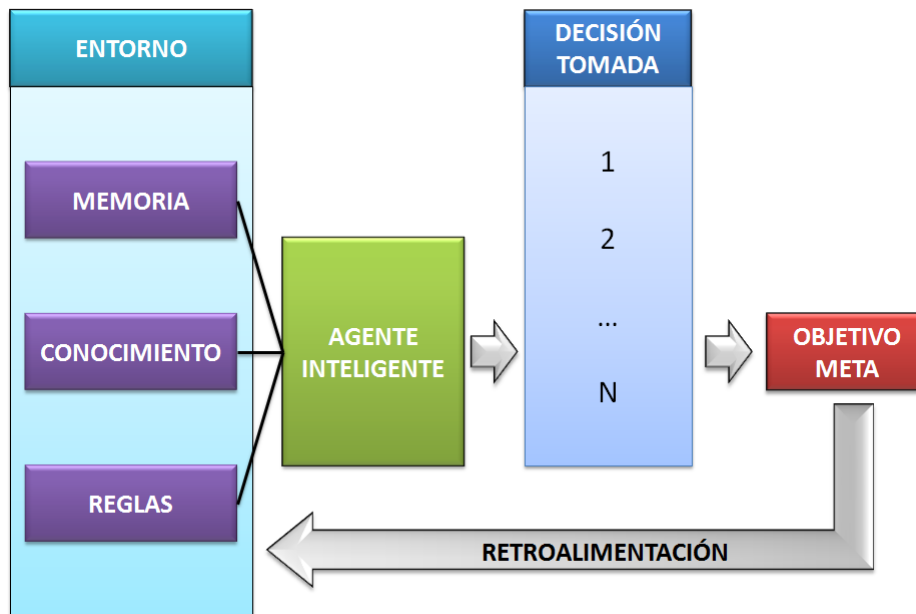 ENTORNO
MEMORIA
CONOCIMIENTO
REGLAS
AGENTE
INTELIGENTE
DECISIÓN
TOMADA
1
2
...
N
OBJETIVO
META
RETROALIMENTACIÓN